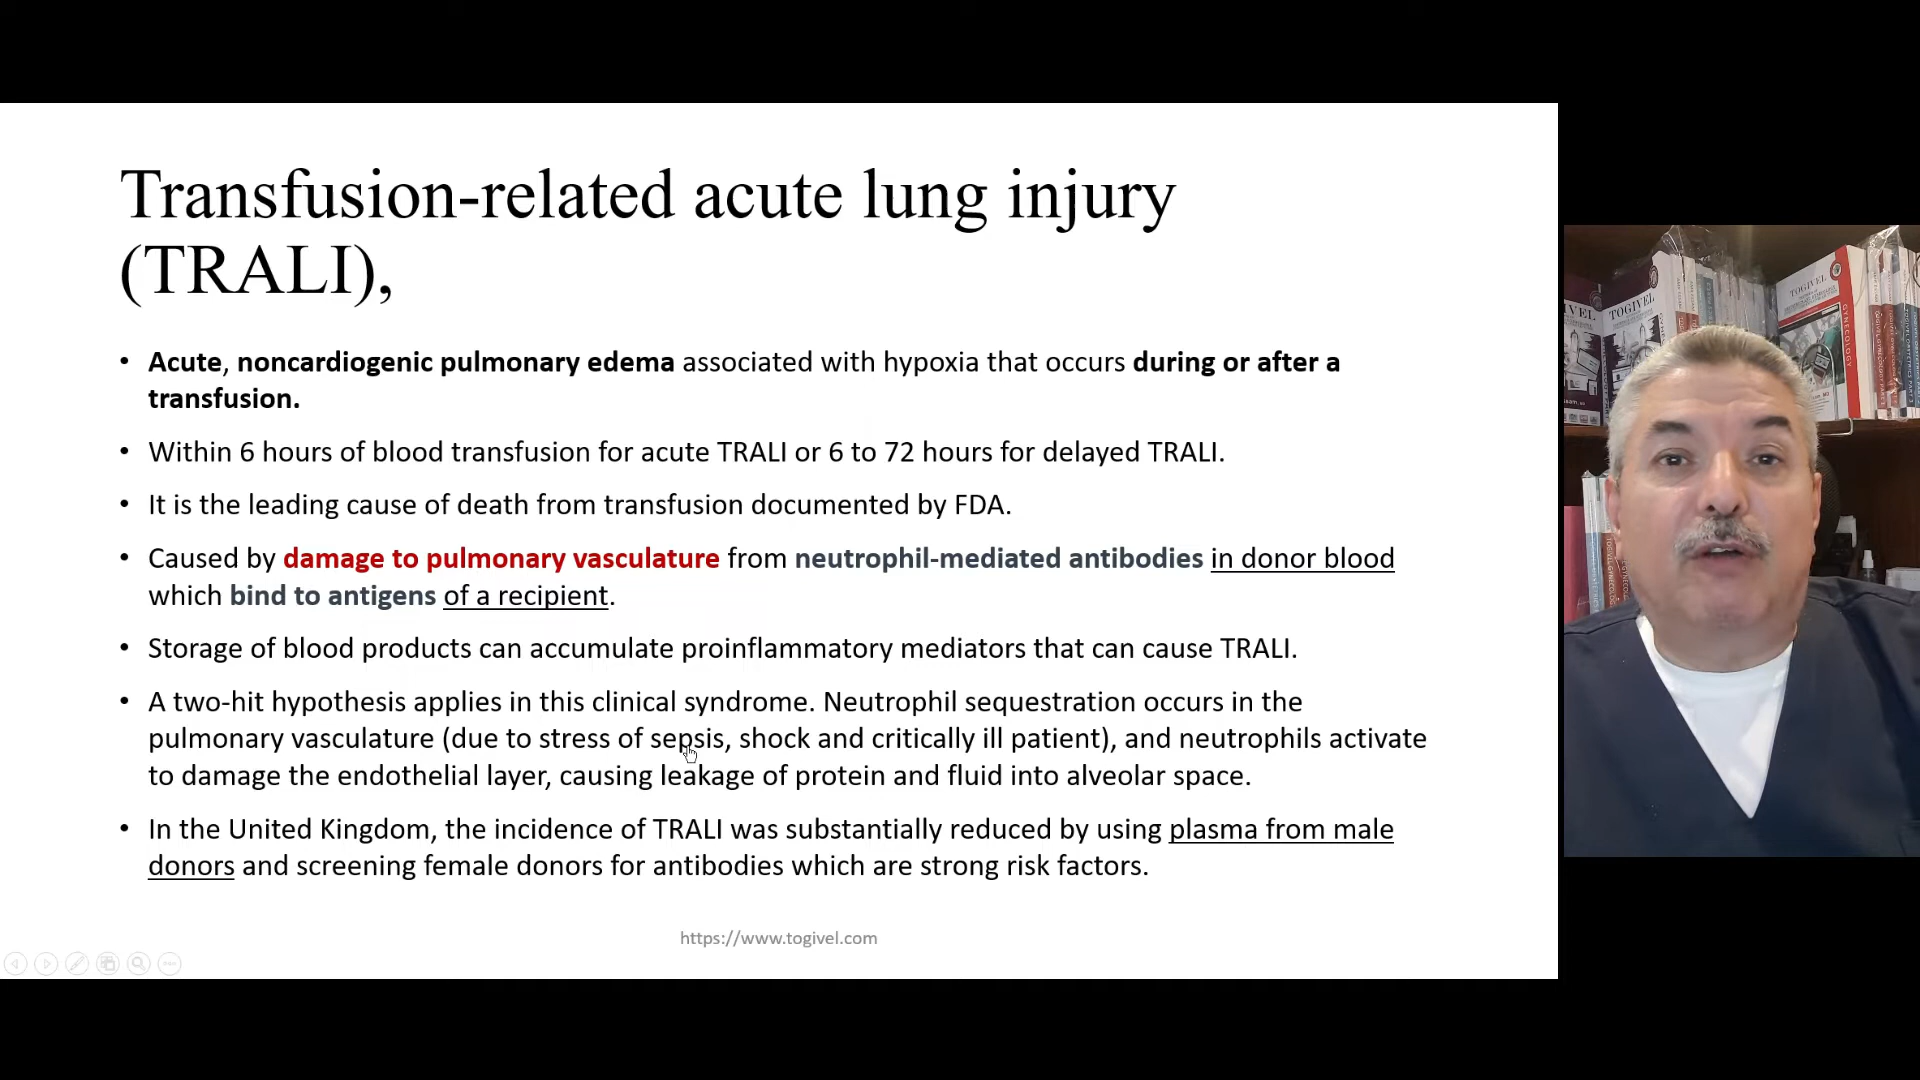 Transfusion-related acute lung injury
(TRALI),
• Acute, noncardiogenic pulmonary edema associated with hypoxia that occurs during or after a
transfusion.
• Within 6 hours of blood transfusion for acute TRALI or 6 to 72 hours for delayed TRALI.
• It is the leading cause of death from transfusion documented by FDA.
• Caused by damage to pulmonary vasculature from neutrophil-mediated antibodies in donor blood
which bind to antigens of a recipient.
• Storage of blood products can accumulate proinflammatory mediators that can cause TRALI.
• A two-hit hypothesis applies in this clinical syndrome. Neutrophil sequestration occurs in the
pulmonary vasculature (due to stress of sepsis, shock and critically ill patient), and neutrophils activate
to damage the endothelial layer, causing leakage of protein and fluid into alveolar space.
• In the United Kingdom, the incidence of TRALI was substantially reduced by using plasma from male
donors and screening female donors for antibodies which are strong risk factors.
https://www.togivel.com
TOGIVEL
TOGIVEL
GYNECOLOGY